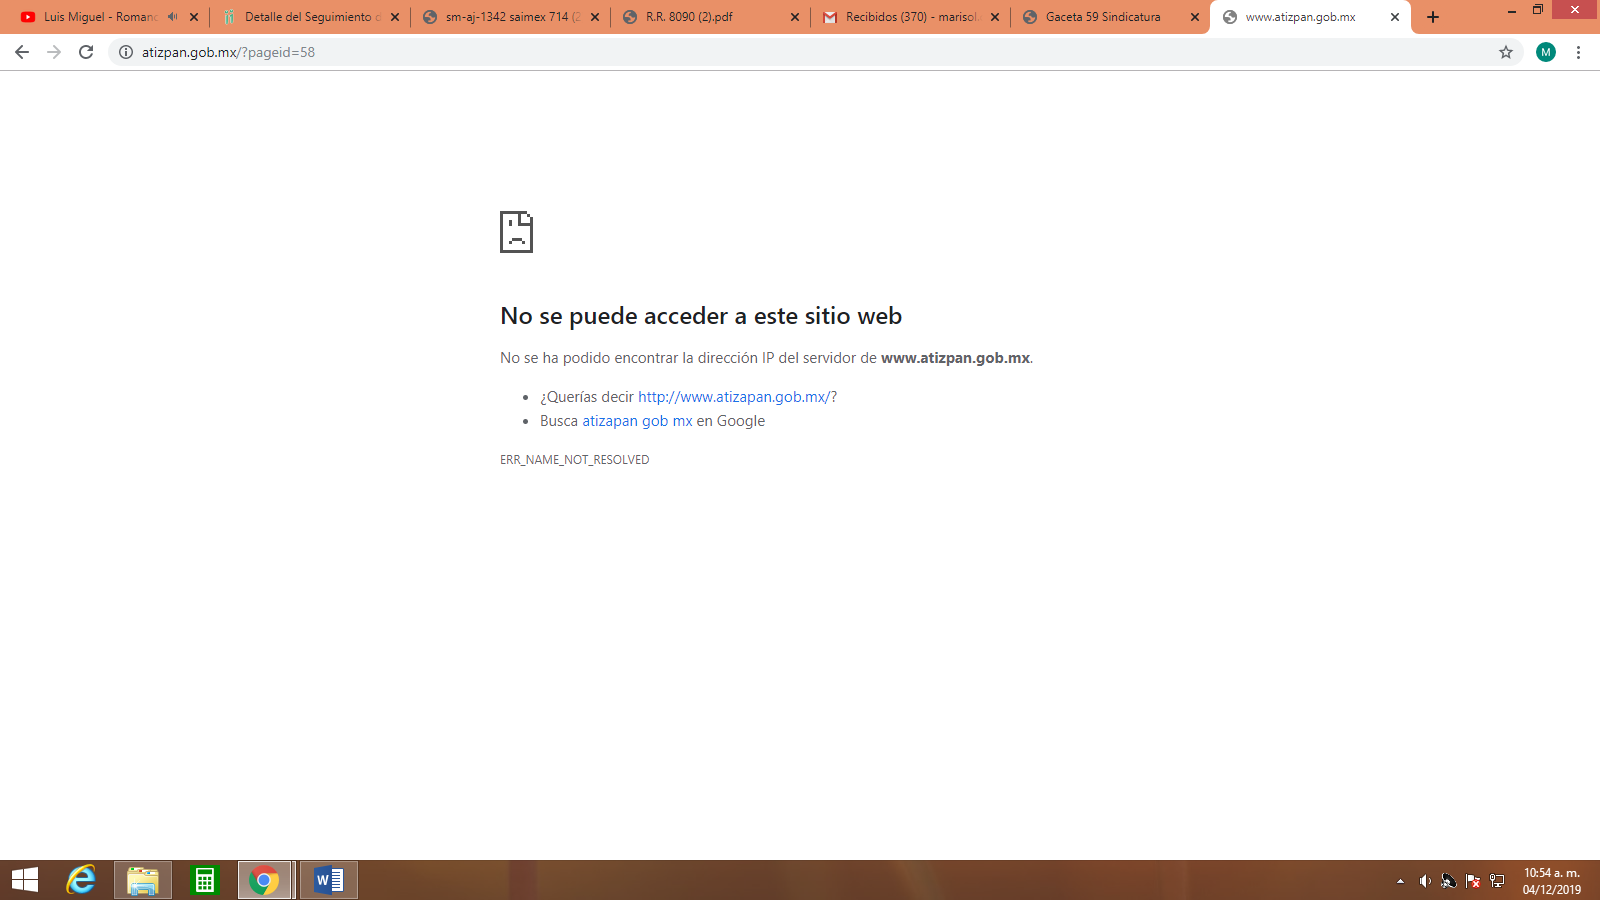 Luis Miguel - Romanc
Detalle del Seguimiento d
sm-aj-1342 saimex 714 (2
R.R. 8090 (2).pdf
Recibidos (370) - marisol.
Gaceta 59 Sindicatura
www.atizpan.gob.mx
atizpan.gob.mx/?pageid=58
M
No se puede acceder a este sitio web
No se ha podido encontrar la dirección IP del servidor de www.atizpan.gob.mx.
• ¿Querías decir http://www.atizapan.gob.mx/?
• Busca atizapan gob mx en Google
ERR_NAME_NOT_RESOLVED
10:54 a. m.
04/12/2019